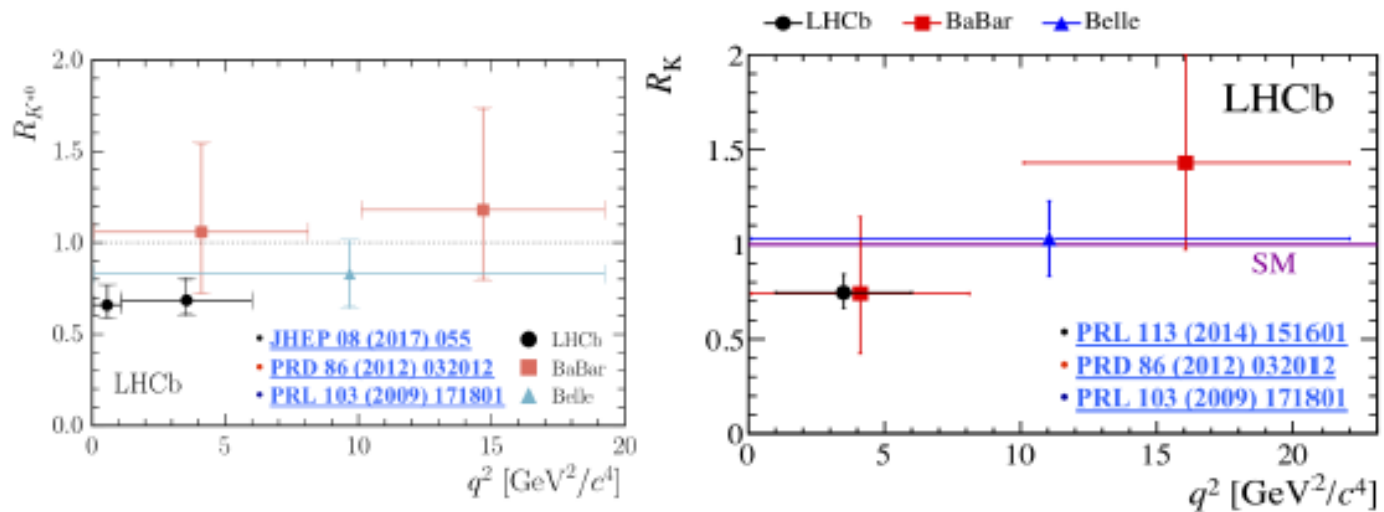 LHCb BaBar Belle
2.0
1.5
1.0
0.5
0.0
R_{K^{*0}}
JHEP 08 (2017) 055
PRD 86 (2012) 032012
PRL 103 (2009) 171801
LHCb
BaBar
Belle
LHCb
0 5 10 15 20
q² [GeV²/c⁴]
2
1.5
1
0.5
0
R_K
LHCb
SM
PRL 113 (2014) 151601
PRD 86 (2012) 032012
PRL 103 (2009) 171801
0 5 10 15 20
q² [GeV²/c⁴]